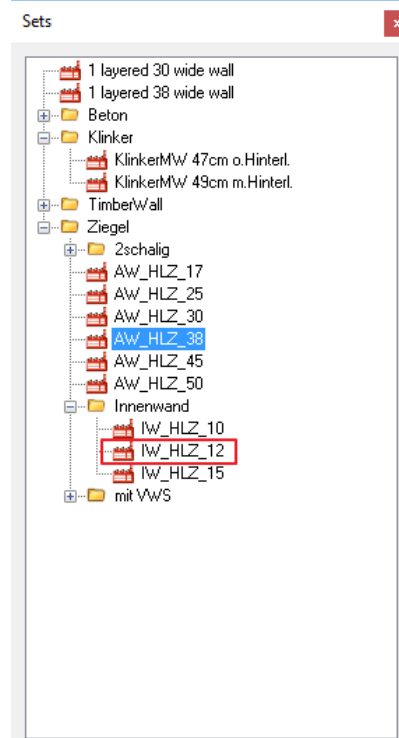 Sets
1 layered 30 wide wall
1 layered 38 wide wall
Beton
Klinker
KlinkerMW 47cm o.Hinterl.
KlinkerMW 49cm m.Hinterl.
TimberWall
Ziegel
2schalig
AW_HLZ_17
AW_HLZ_25
AW_HLZ_30
AW_HLZ_38
AW_HLZ_45
AW_HLZ_50
Innenwand
IW_HLZ_10
IW_HLZ_12
IW_HLZ_15
mit VWS